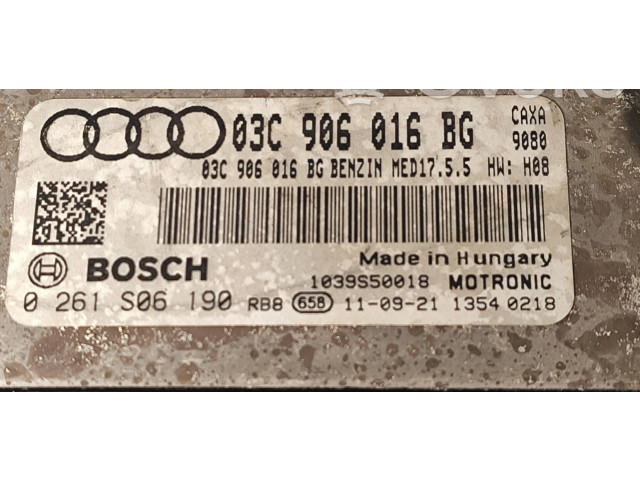 03C 906 016 BG CAXA
9080
03C 906 016 BG BENZIN MED17.5.5 HW: H08
Made in Hungary
BOSCH 1039S50018 MOTRONIC
0 261 S06 190 RB8 658 11-09-21 1354 0218